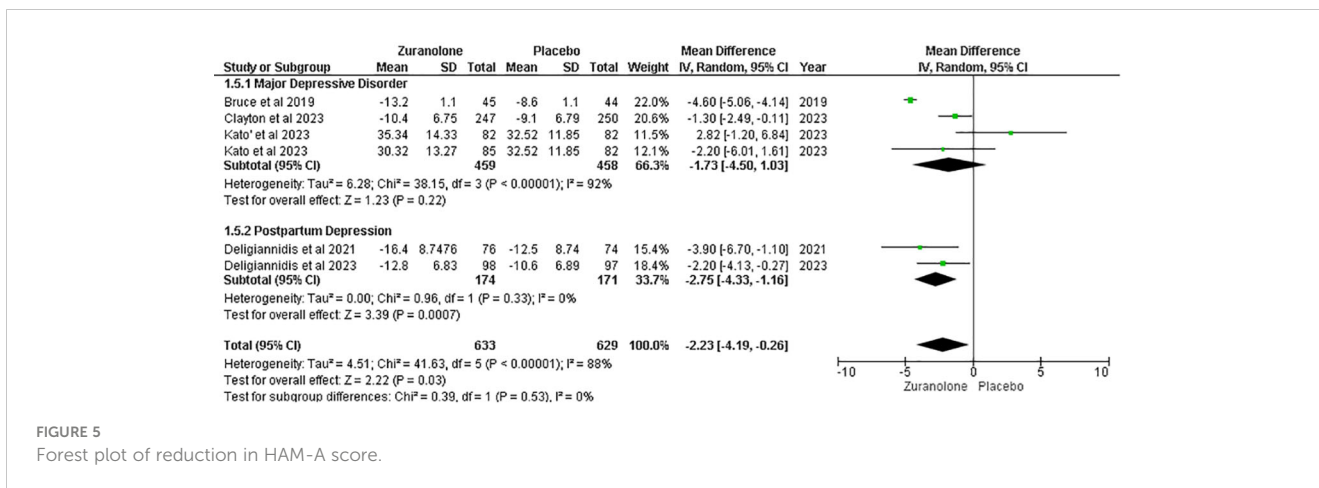 Zuranolone Placebo Mean Difference Mean Difference
Study or Subgroup Mean SD Total Mean SD Total Weight IV, Random, 95% CI Year IV, Random, 95% CI
1.5.1 Major Depressive Disorder
Bruce et al 2019 -13.2 1.1 45 -8.6 1.1 44 22.0% -4.60 [-5.06, -4.14] 2019
Clayton et al 2023 -10.4 6.75 247 -9.1 6.79 250 20.6% -1.30 [-2.49, -0.11] 2023
Kato' et al 2023 35.34 14.33 82 32.52 11.85 82 11.5% 2.82 [-1.20, 6.84] 2023
Kato et al 2023 30.32 13.27 85 32.52 11.85 82 12.1% -2.20 [-6.01, 1.61] 2023
Subtotal (95% CI) 459 458 66.3% -1.73 [-4.50, 1.03]
Heterogeneity: Tau² = 6.28; Chi² = 38.15, df = 3 (P < 0.00001); I² = 92%
Test for overall effect: Z = 1.23 (P = 0.22)
1.5.2 Postpartum Depression
Deligiannidis et al 2021 -16.4 8.7476 76 -12.5 8.74 74 15.4% -3.90 [-6.70, -1.10] 2021
Deligiannidis et al 2023 -12.8 6.83 98 -10.6 6.89 97 18.4% -2.20 [-4.13, -0.27] 2023
Subtotal (95% CI) 174 171 33.7% -2.75 [-4.33, -1.16]
Heterogeneity: Tau² = 0.00; Chi² = 0.96, df = 1 (P = 0.33); I² = 0%
Test for overall effect: Z = 3.39 (P = 0.0007)
Total (95% CI) 633 629 100.0% -2.23 [-4.19, -0.26]
Heterogeneity: Tau² = 4.51; Chi² = 41.63, df = 5 (P < 0.00001); I² = 88%
Test for overall effect: Z = 2.22 (P = 0.03)
Test for subgroup differences: Chi² = 0.39, df = 1 (P = 0.53), I² = 0%
-10 -5 0 5 10
Zuranolone Placebo
FIGURE 5
Forest plot of reduction in HAM-A score.